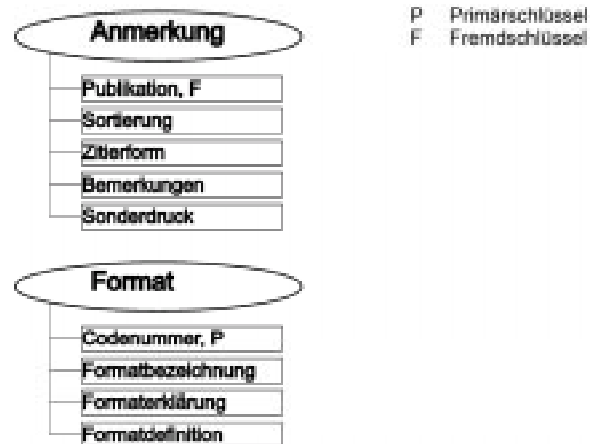 Anmerkung
P Primärschlüssel
F Fremdschlüssel
Publikation, F
Sortierung
Zitierform
Bemerkungen
Sonderdruck
Format
Codenummer, P
Formatbezeichnung
Formaterklärung
Formatdefinition